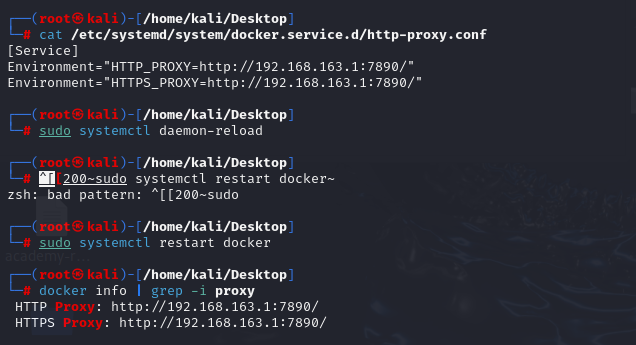 ┌──(root㉿kali)-[/home/kali/Desktop]
└─# cat /etc/systemd/system/docker.service.d/http-proxy.conf
[Service]
Environment="HTTP_PROXY=http://192.168.163.1:7890/"
Environment="HTTPS_PROXY=http://192.168.163.1:7890/"
┌──(root㉿kali)-[/home/kali/Desktop]
└─# sudo systemctl daemon-reload
┌──(root㉿kali)-[/home/kali/Desktop]
└─# ^[[200~sudo systemctl restart docker~
zsh: bad pattern: ^[[200~sudo
┌──(root㉿kali)-[/home/kali/Desktop]
└─# sudo systemctl restart docker
academy-r...
┌──(root㉿kali)-[/home/kali/Desktop]
└─# docker info | grep -i proxy
HTTP Proxy: http://192.168.163.1:7890/
HTTPS Proxy: http://192.168.163.1:7890/